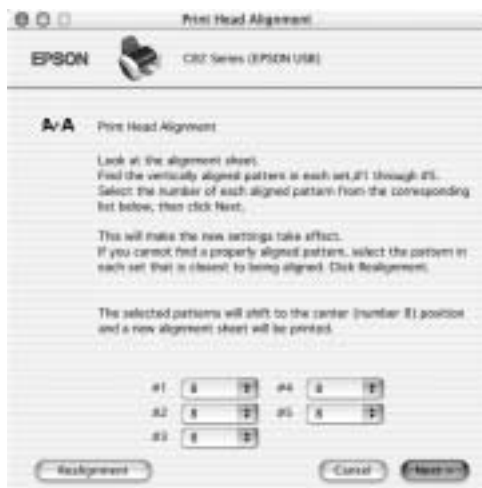 Print Head Alignment
EPSON
C82 Series (EPSON USB)
A/A Print Head Alignment
Look at the alignment sheet.
Find the vertically aligned pattern in each set,#1 through #5.
Select the number of each aligned pattern from the corresponding
list below, then click Next.
This will make the new settings take effect.
If you cannot find a properly aligned pattern, select the pattern in
each set that is closest to being aligned. Click Realignment.
The selected patterns will shift to the center (number 8) position
and a new alignment sheet will be printed.
#1 8 #4 8
#2 8 #5 8
#3 8
Realignment Cancel Next >